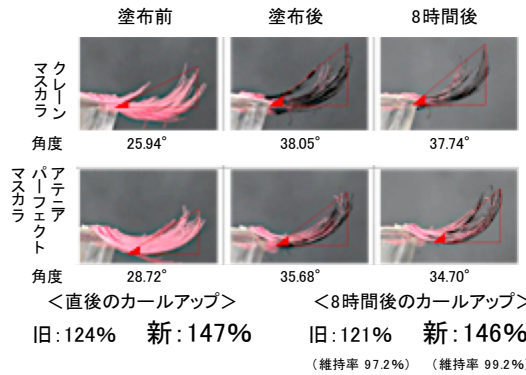 塗布前 塗布後 8時間後
クレーン
マスカラ
角度 25.94° 38.05° 37.74°
アテニア
パーフェクト
マスカラ
角度 28.72° 35.68° 34.70°
＜直後のカールアップ＞ ＜8時間後のカールアップ＞
旧：124% 新：147% 旧：121% 新：146%
（維持率 97.2%） （維持率 99.2%）